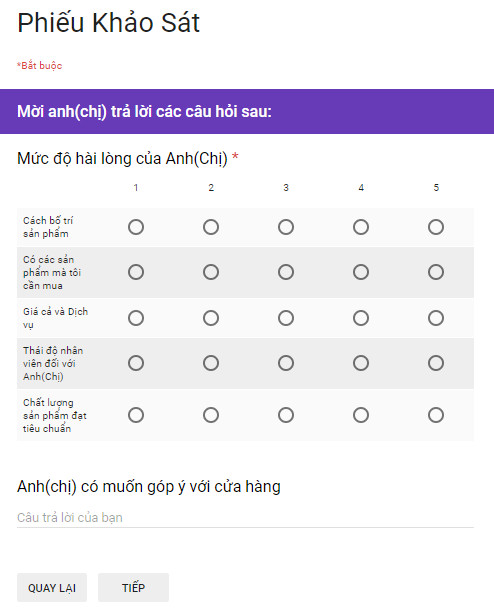 Phiếu Khảo Sát
*Bắt buộc
Mời anh(chị) trả lời các câu hỏi sau:
Mức độ hài lòng của Anh(Chị) *
1 2 3 4 5
Cách bố trí
sản phẩm
Có các sản
phẩm mà tôi
cần mua
Giá cả và Dịch
vụ
Thái độ nhân
viên đối với
Anh(Chị)
Chất lượng
sản phẩm đạt
tiêu chuẩn
Anh(chị) có muốn góp ý với cửa hàng
Câu trả lời của bạn
QUAY LẠI TIẾP